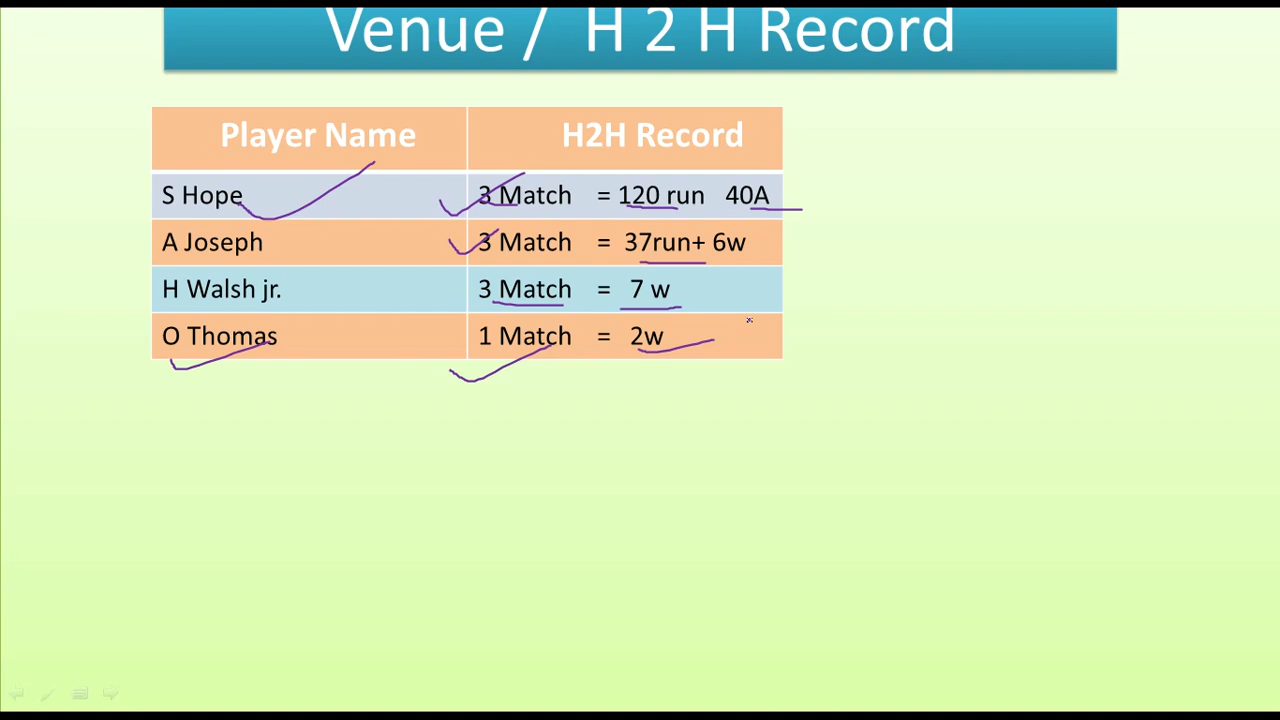 Venue / H 2 H Record
Player Name H2H Record
S Hope 3 Match = 120 run 40A
A Joseph 3 Match = 37run+ 6w
H Walsh jr. 3 Match = 7 w
O Thomas 1 Match = 2w